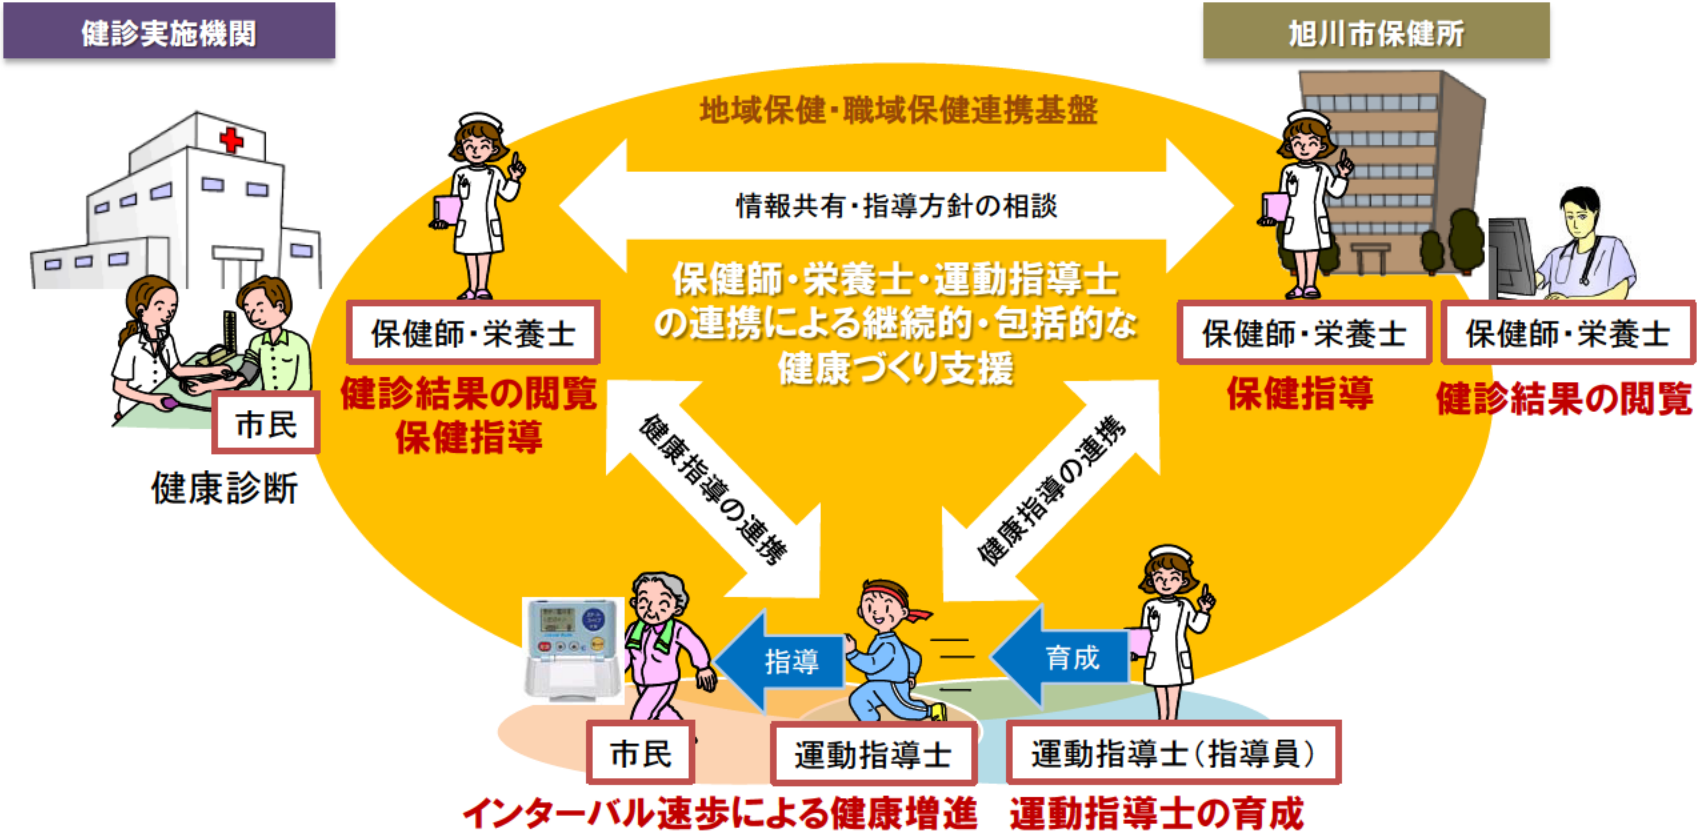 健診実施機関
旭川市保健所
地域保健・職域保健連携基盤
情報共有・指導方針の相談
保健師・栄養士・運動指導士
の連携による継続的・包括的な
健康づくり支援
保健師・栄養士
健診結果の閲覧
保健指導
市民
健康診断
保健師・栄養士
保健指導
保健師・栄養士
健診結果の閲覧
健康指導の連携
健康指導の連携
指導
育成
市民
運動指導士
運動指導士(指導員)
インターバル速歩による健康増進
運動指導士の育成